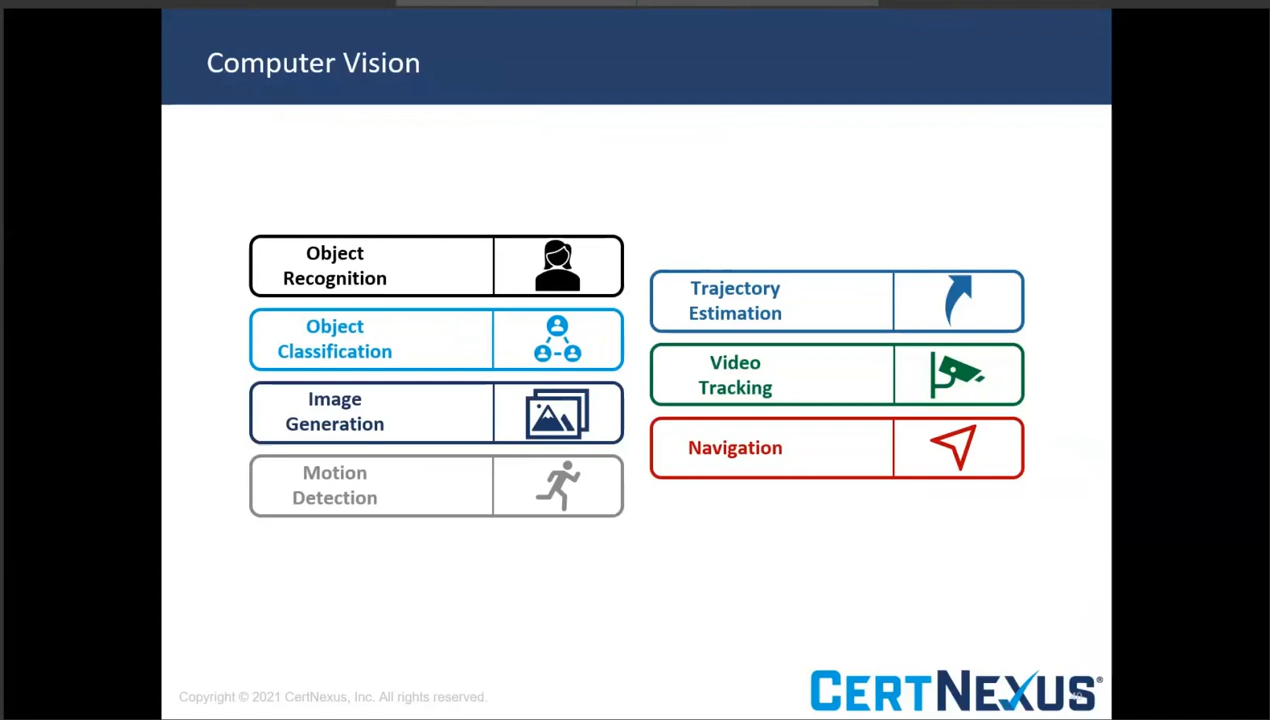 Computer Vision
Object
Recognition
Object
Classification
Image
Generation
Motion
Detection
Trajectory
Estimation
Video
Tracking
Navigation
Copyright © 2021 CertNexus, Inc. All rights reserved.
CERTNEXUS®